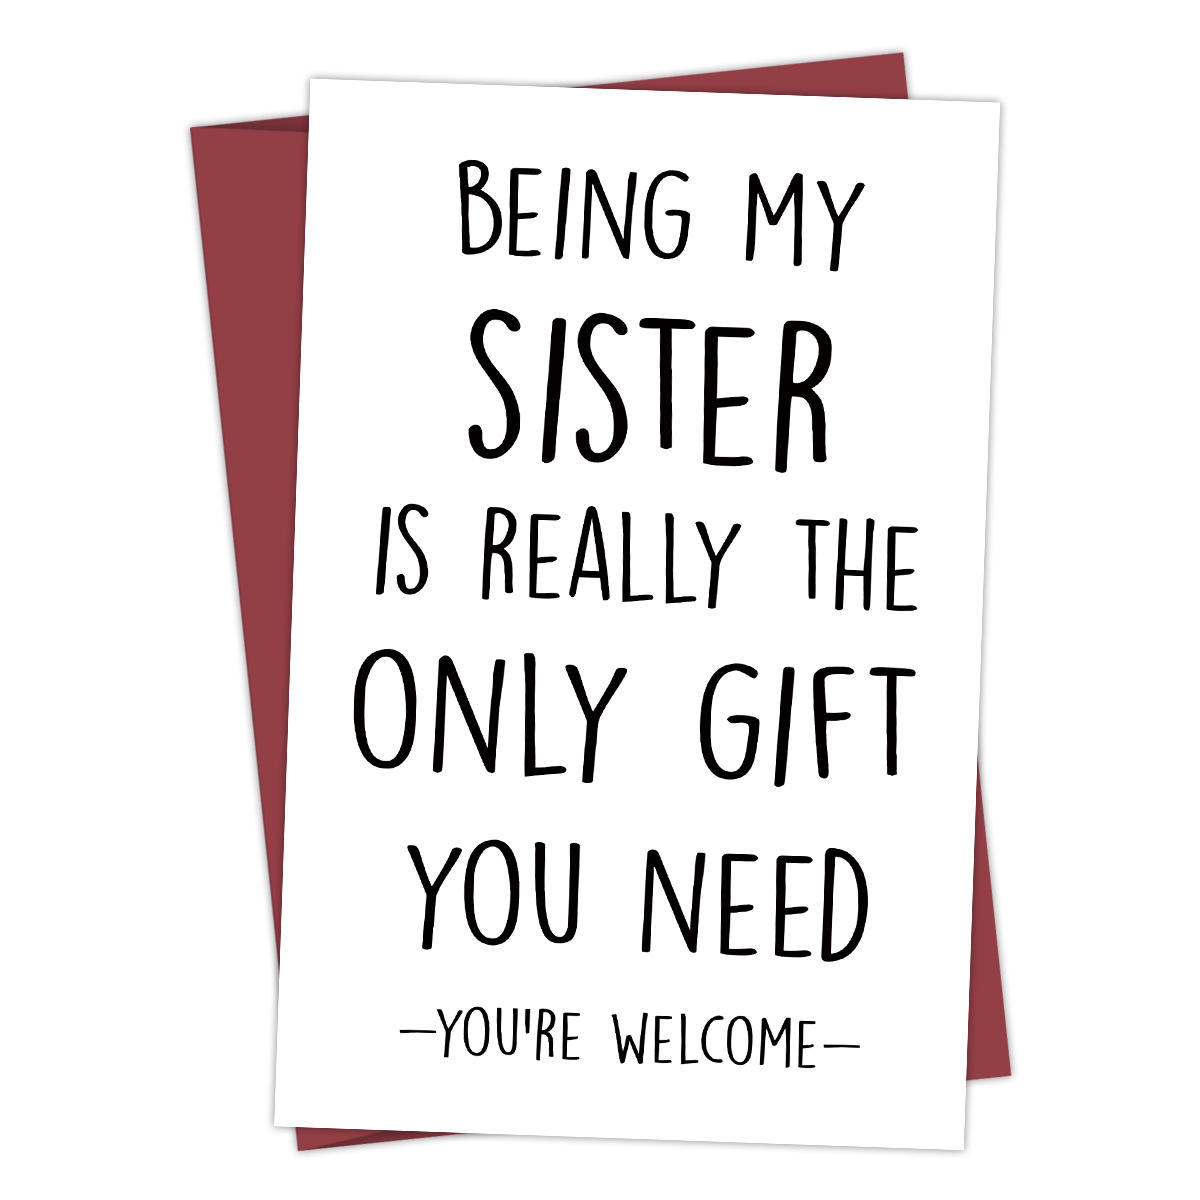 BEING MY
SISTER
IS REALLY THE
ONLY GIFT
YOU NEED
—YOU'RE WELCOME—